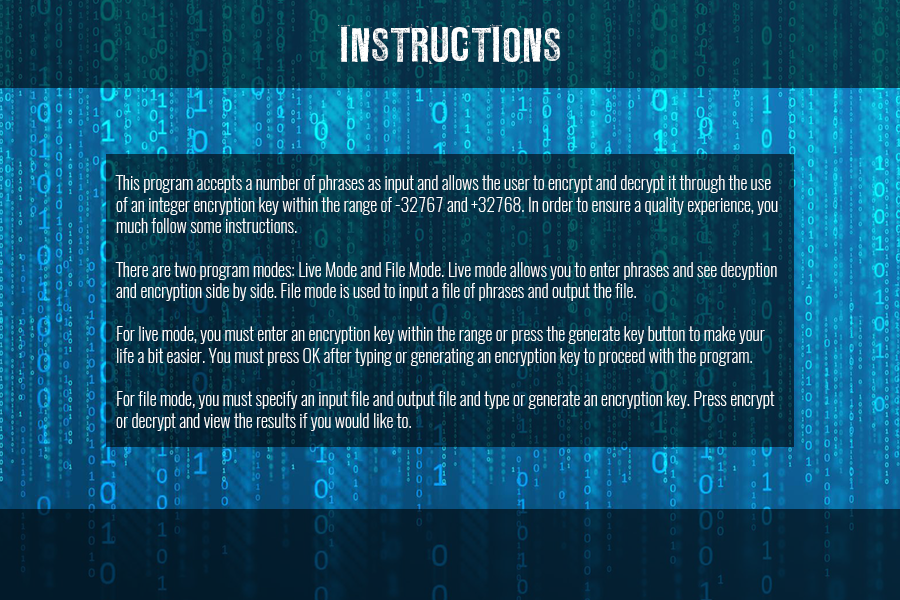 INSTRUCTIONS
This program accepts a number of phrases as input and allows the user to encrypt and decrypt it through the use
of an integer encryption key within the range of -32767 and +32768. In order to ensure a quality experience, you
much follow some instructions.
There are two program modes: Live Mode and File Mode. Live mode allows you to enter phrases and see decyption
and encryption side by side. File mode is used to input a file of phrases and output the file.
For live mode, you must enter an encryption key within the range or press the generate key button to make your
life a bit easier. You must press OK after typing or generating an encryption key to proceed with the program.
For file mode, you must specify an input file and output file and type or generate an encryption key. Press encrypt
or decrypt and view the results if you would like to.